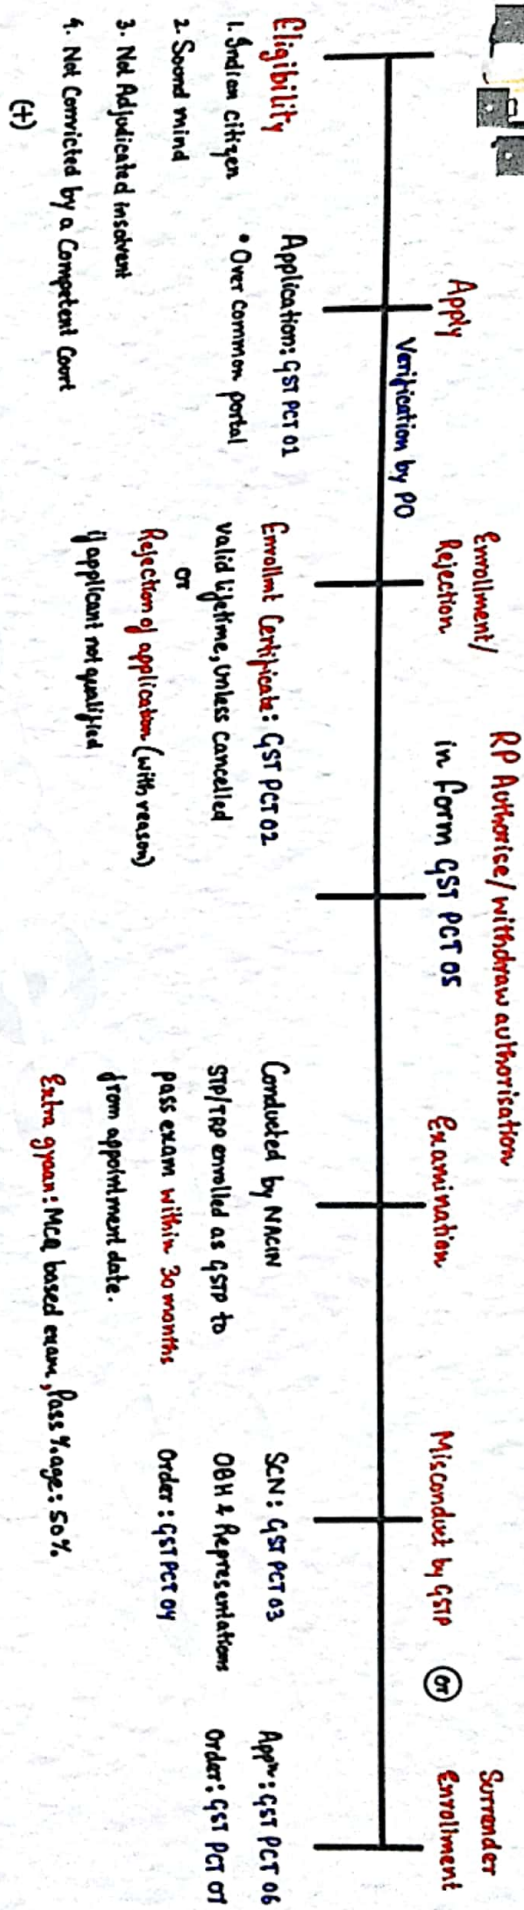 Eligibility
1. Indian citizen
2. Sound mind
3. Not Adjudicated insolvent
4. Not Convicted by a Competent Court
(+)
Apply
Application: GST PCT 01
• Over common portal
Verification by PO
Enrollment/
Rejection
Enrollmt Certificate: GST PCT 02
valid lifetime, unless cancelled
or
Rejection of application (with reason)
if applicant not qualified
RP Authorise/withdraw authorisation
in form GST PCT 05
Examination
Conducted by NACIN
STP/TRP enrolled as GSTP to
pass exam within 30 months
from appointment date.
Extra gyaan: MCQ based exam, Pass %age: 50%
Misconduct by GSTP
SCN: GST PCT 03
OBH & Representations
Order: GST PCT 04
or
Surrender
Enrollment
Appⁿ: GST PCT 06
Order: GST PCT 07